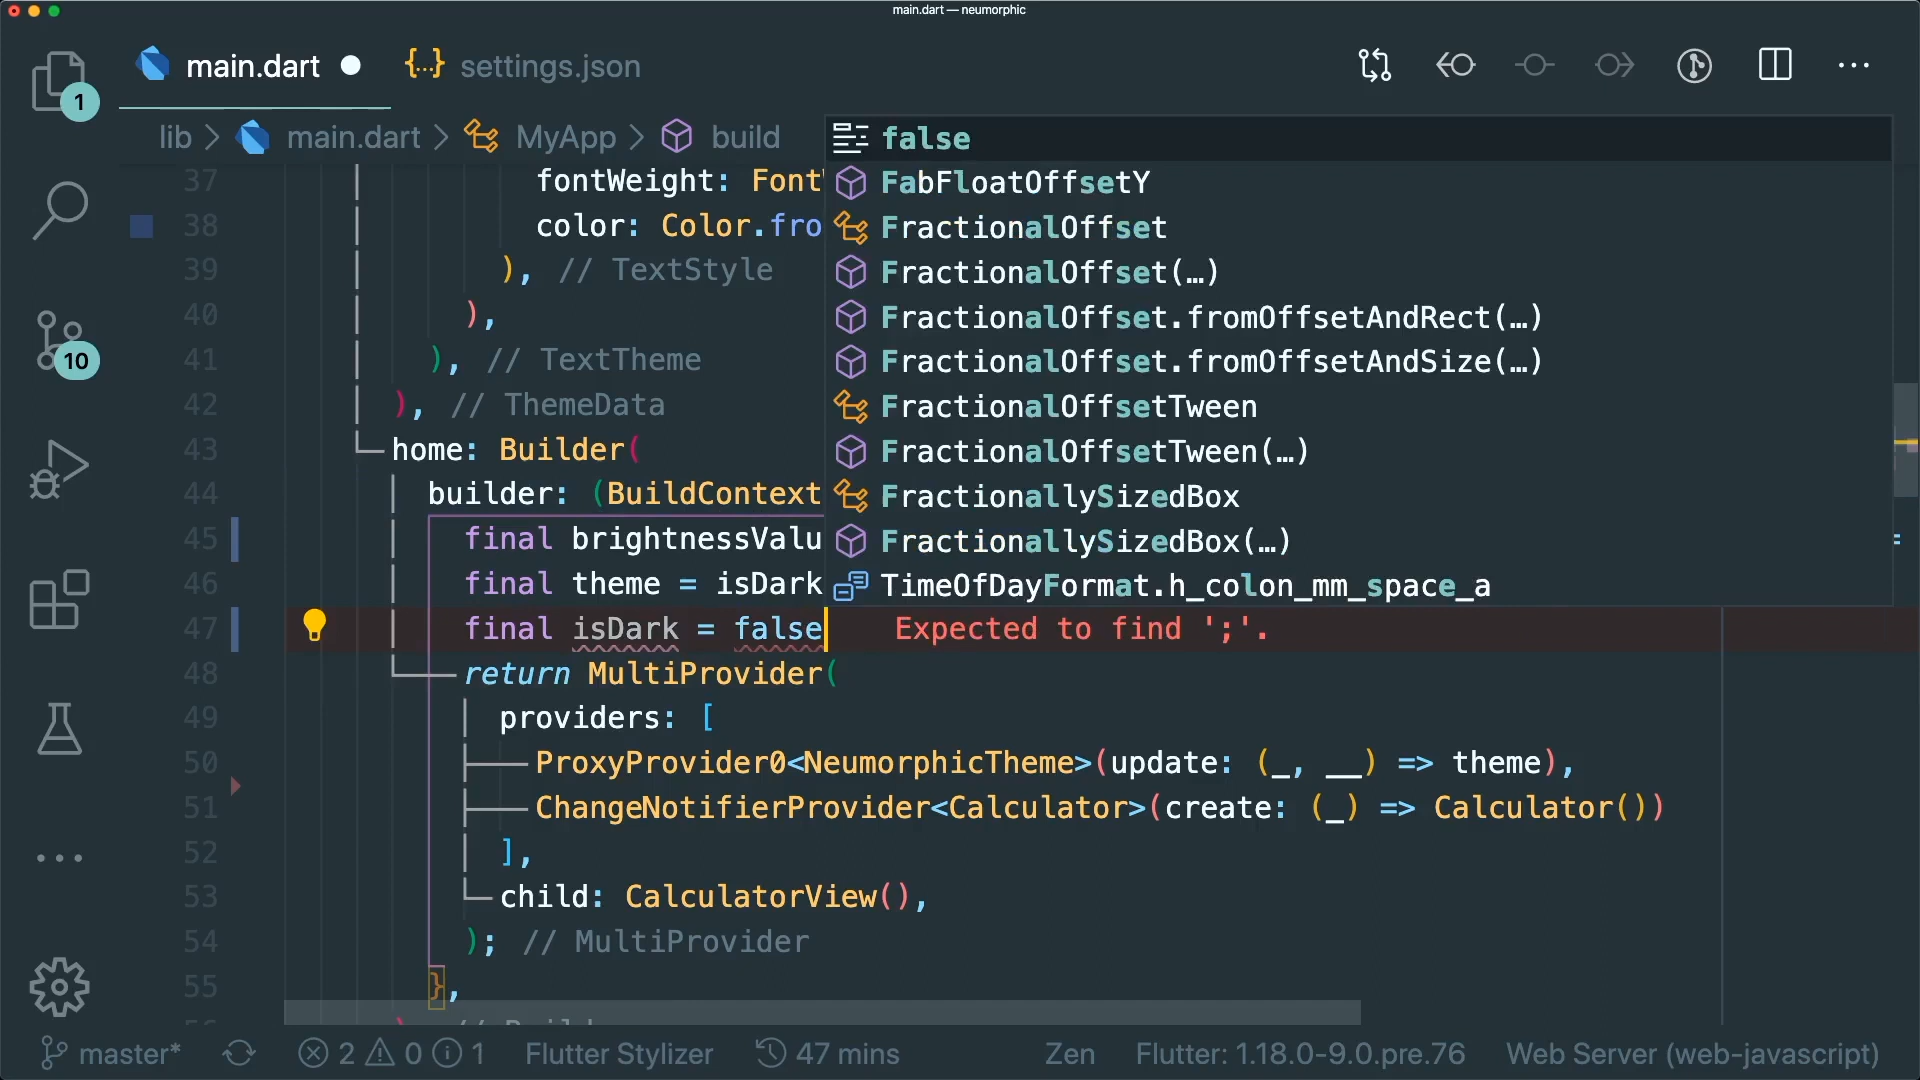 main.dart — neumorphic
main.dart
{..} settings.json
1
lib > main.dart > MyApp > build
false
FabFloatOffsetY
FractionalOffset
FractionalOffset(…)
FractionalOffset.fromOffsetAndRect(…)
FractionalOffset.fromOffsetAndSize(…)
FractionalOffsetTween
FractionalOffsetTween(…)
FractionallySizedBox
FractionallySizedBox(…)
TimeOfDayFormat.h_colon_mm_space_a
37 fontWeight: Font
38 color: Color.fro
39 ), // TextStyle
40 ),
10
41 ), // TextTheme
42 ), // ThemeData
43 home: Builder(
44 builder: (BuildContext
45 final brightnessValu
46 final theme = isDark
47 final isDark = false Expected to find ';'.
48 return MultiProvider(
49 providers: [
50 ProxyProvider0<NeumorphicTheme>(update: (_, __) => theme),
51 ChangeNotifierProvider<Calculator>(create: (_) => Calculator())
52 ],
53 child: CalculatorView(),
54 ); // MultiProvider
55 },
master* 2 0 1 Flutter Stylizer 47 mins Zen Flutter: 1.18.0-9.0.pre.76 Web Server (web-javascript)